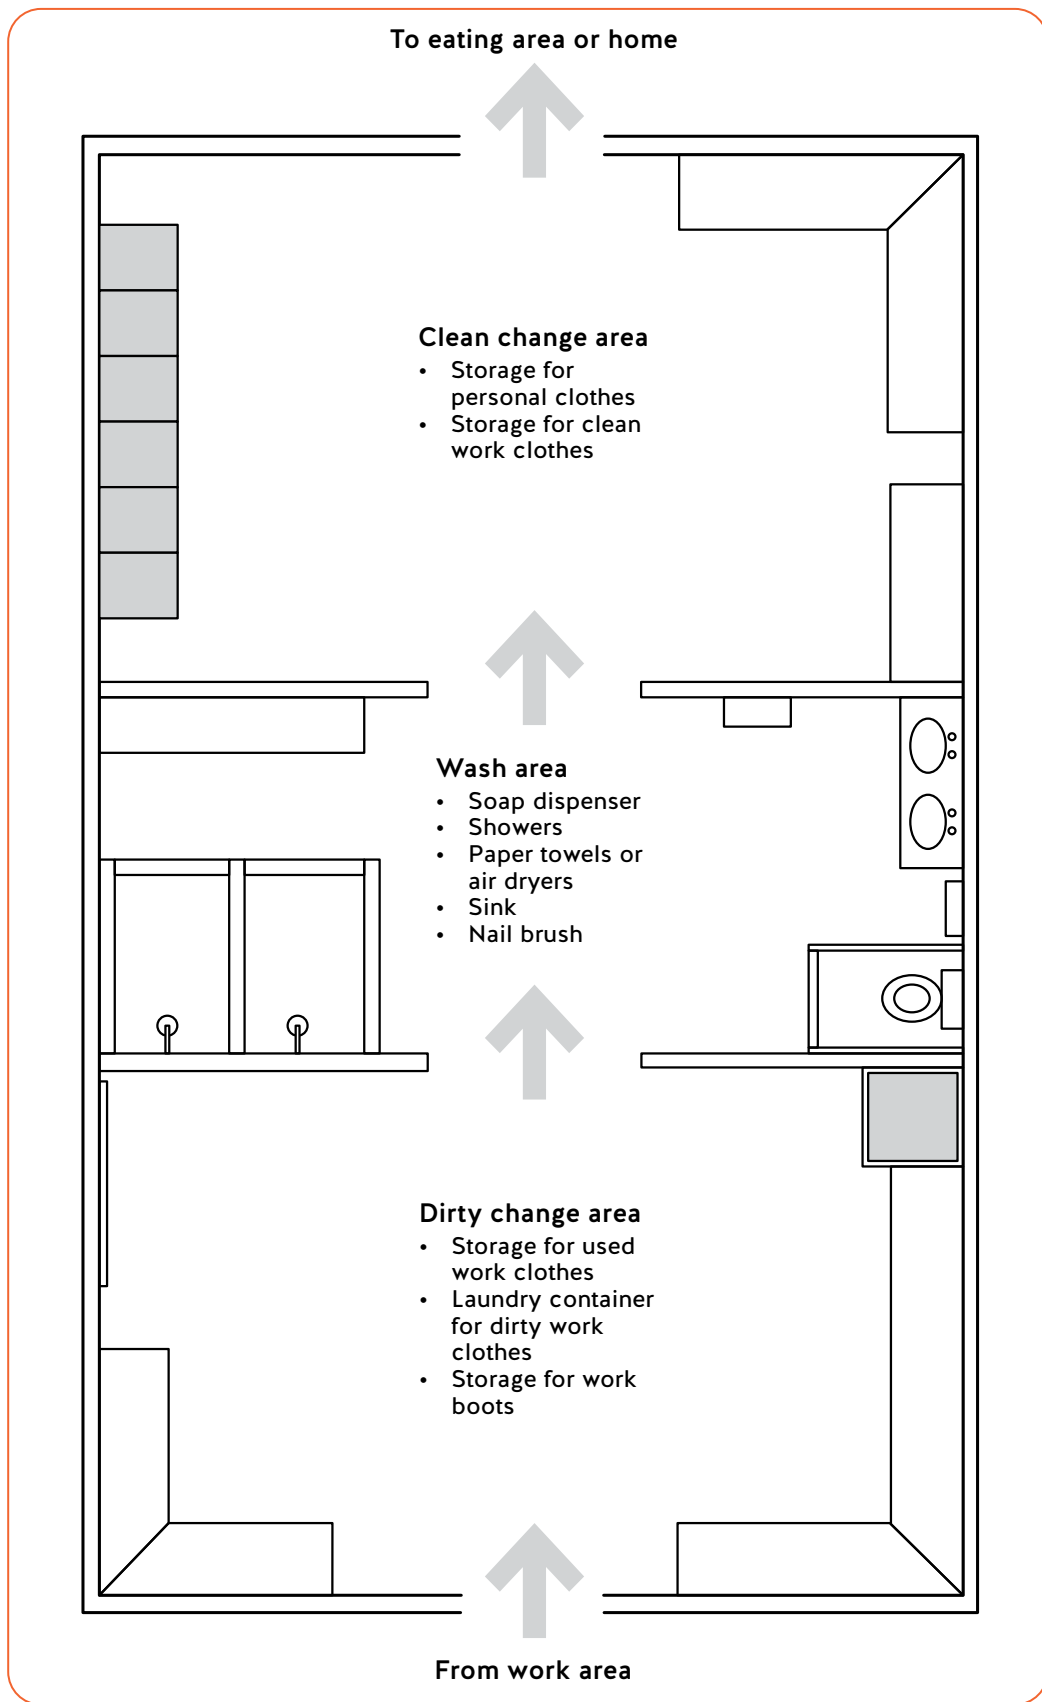 To eating area or home
Clean change area
• Storage for
personal clothes
• Storage for clean
work clothes
Wash area
• Soap dispenser
• Showers
• Paper towels or
air dryers
• Sink
• Nail brush
Dirty change area
• Storage for used
work clothes
• Laundry container
for dirty work
clothes
• Storage for work
boots
From work area